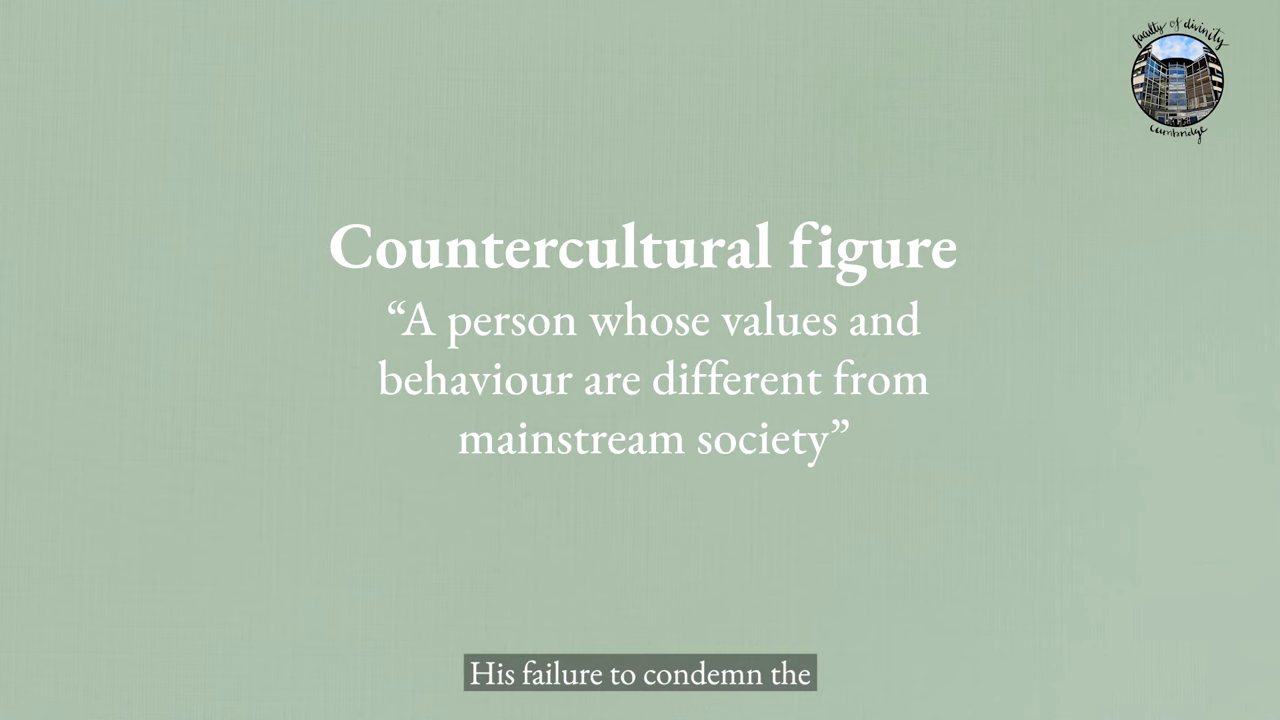 faculty of divinity
cambridge
Countercultural figure
“A person whose values and
behaviour are different from
mainstream society”
His failure to condemn the